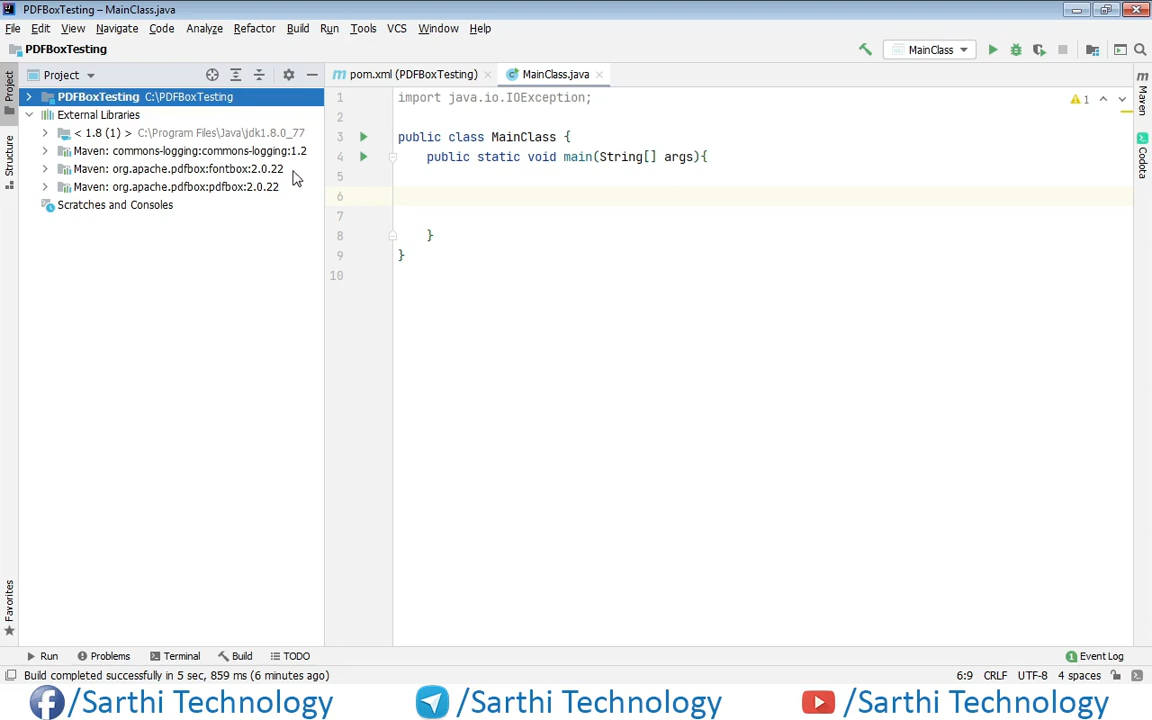 PDFBoxTesting – MainClass.java
File Edit View Navigate Code Analyze Refactor Build Run Tools VCS Window Help
PDFBoxTesting
MainClass
Project
pom.xml (PDFBoxTesting)
MainClass.java
PDFBoxTesting C:\PDFBoxTesting
External Libraries
< 1.8 (1) > C:\Program Files\Java\jdk1.8.0_77
Maven: commons-logging:commons-logging:1.2
Maven: org.apache.pdfbox:fontbox:2.0.22
Maven: org.apache.pdfbox:pdfbox:2.0.22
Scratches and Consoles
1 import java.io.IOException;
2
3 public class MainClass {
4 public static void main(String[] args){
5
6
7
8 }
9 }
10
1
Project
Structure
Favorites
Maven
Codota
Run Problems Terminal Build TODO
1 Event Log
Build completed successfully in 5 sec, 859 ms (6 minutes ago)
6:9 CRLF UTF-8 4 spaces
/Sarthi Technology /Sarthi Technology /Sarthi Technology